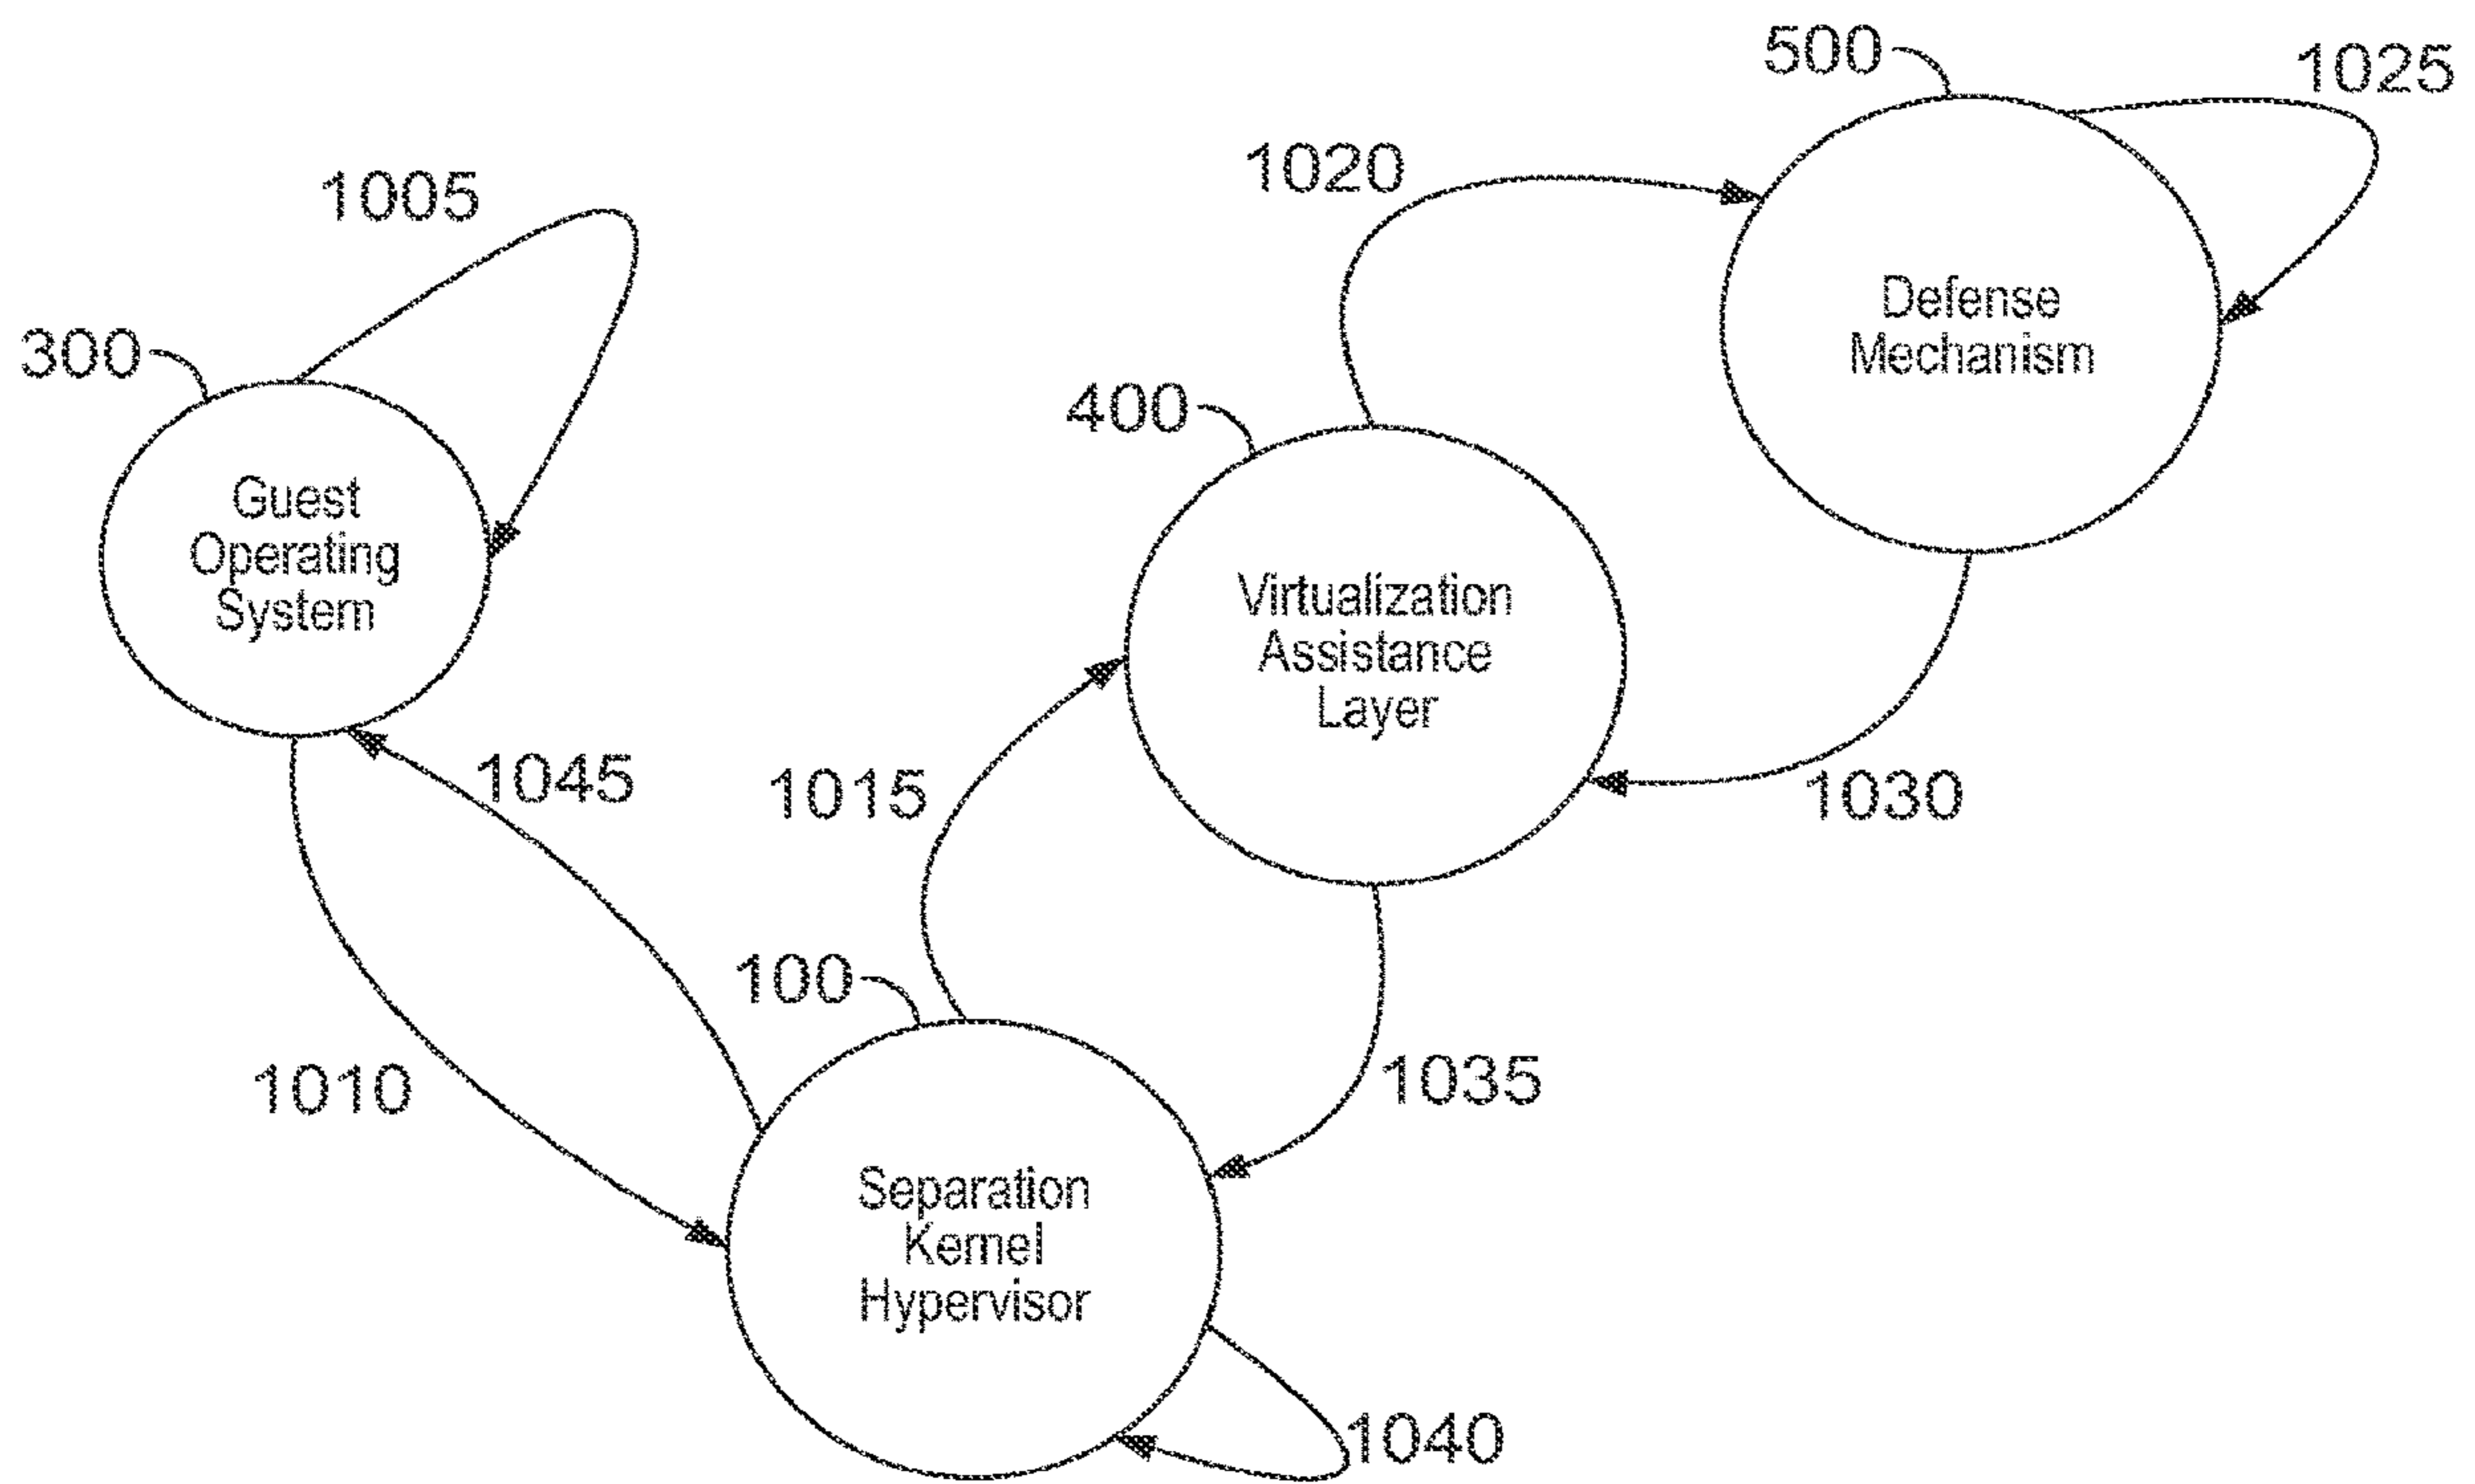 500
1025
1020
1005
Defense
Mechanism
300
400
Guest
Operating
System
Virtualization
Assistance
Layer
1045
1015
1030
100
1010
1035
Separation
Kernel
Hypervisor
1040